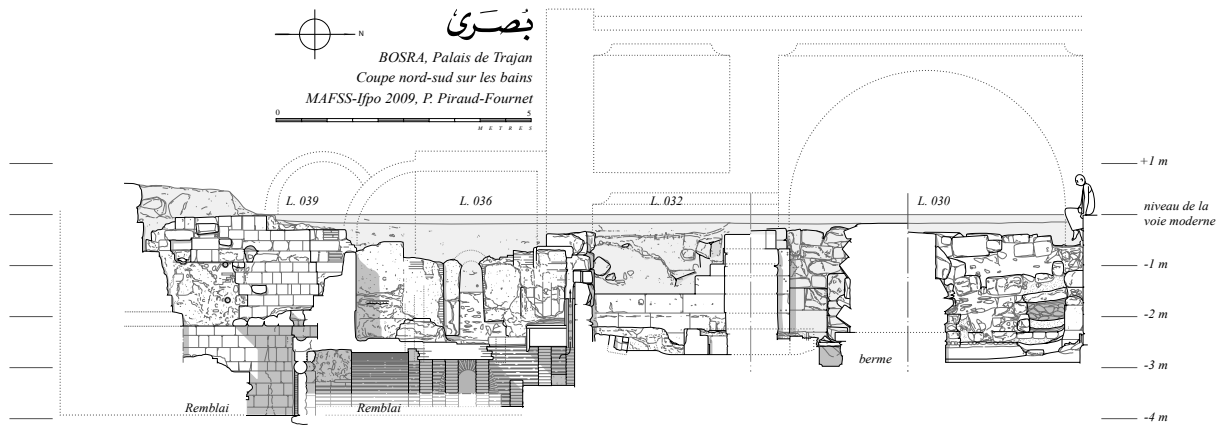 بُصرَى
N
BOSRA, Palais de Trajan
Coupe nord-sud sur les bains
MAFSS-Ifpo 2009, P. Piraud-Fournet
0 5
METRES
+1 m
L. 039 L. 036 L. 032 L. 030
niveau de la
voie moderne
-1 m
-2 m
berme
-3 m
Remblai Remblai
-4 m